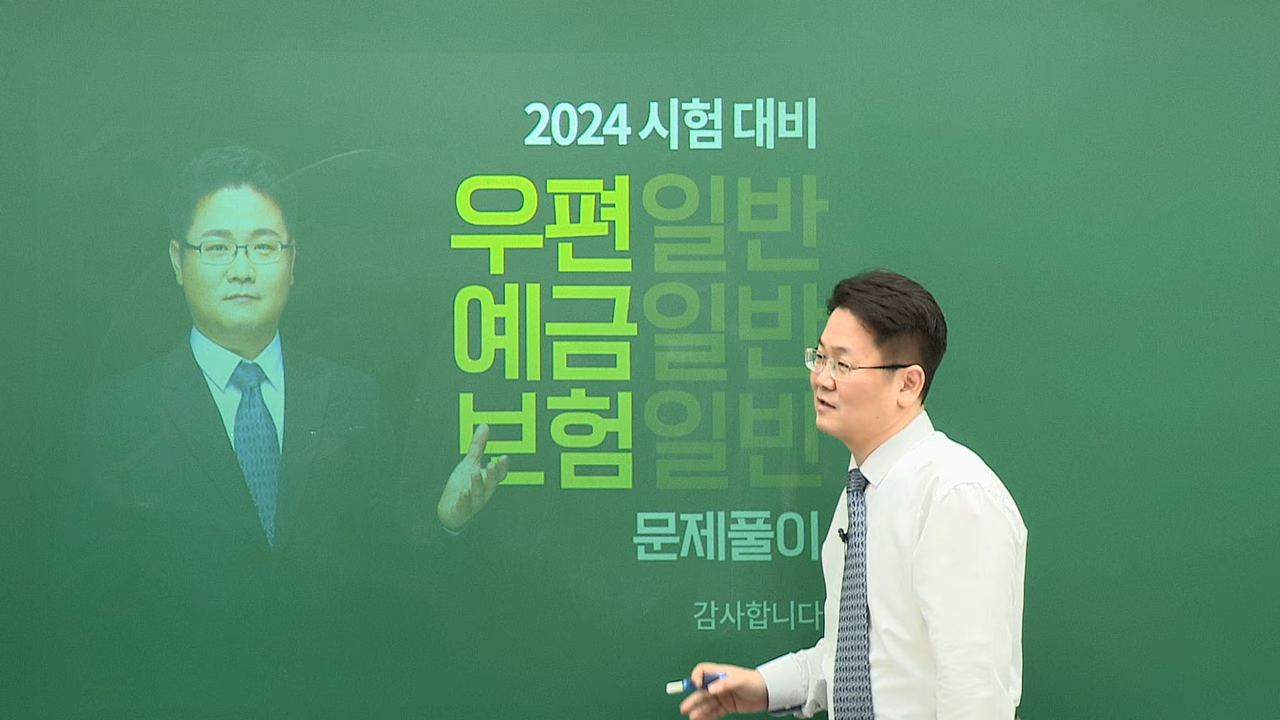 2024 시험 대비
우편일반
예금일반
보험일반
문제풀이
감사합니다